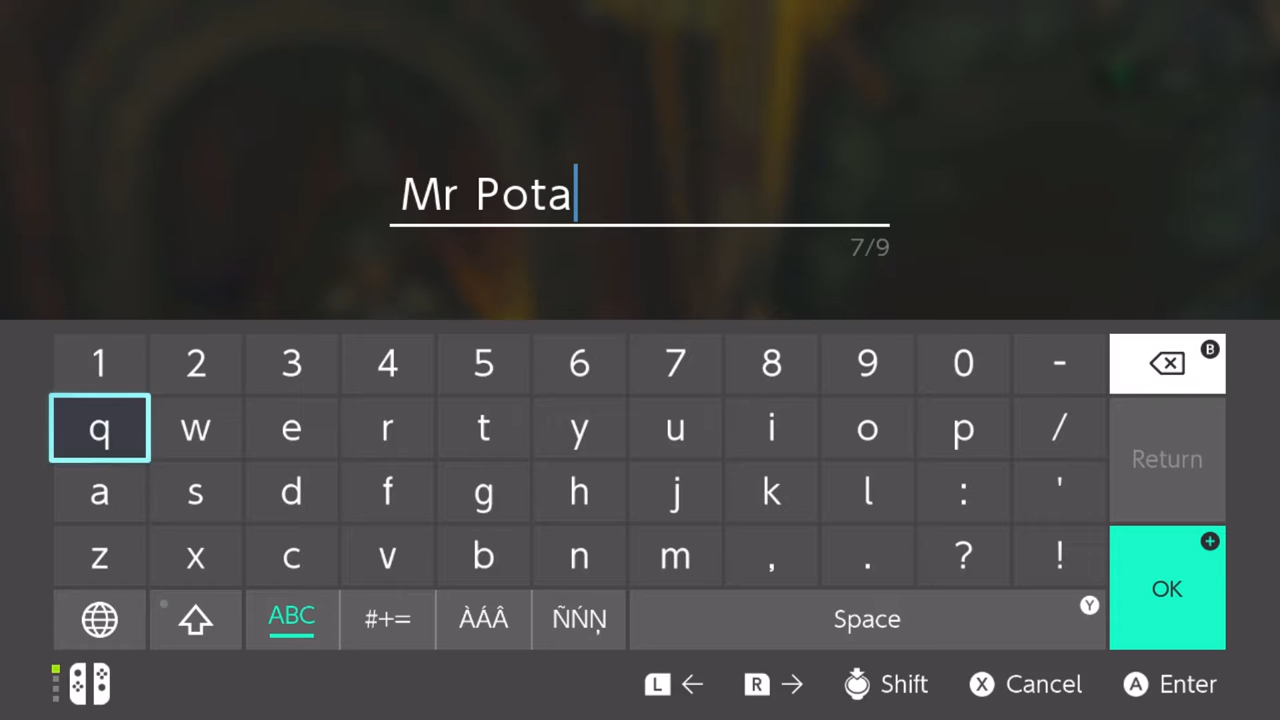 Mr Pota
7/9
1 2 3 4 5 6 7 8 9 0 - B
q w e r t y u i o p / Return
a s d f g h j k l : '
z x c v b n m , . ? ! + OK
ABC #+= ÀÁÂ ÑŃŅ Space Y
L ← R → Shift X Cancel A Enter